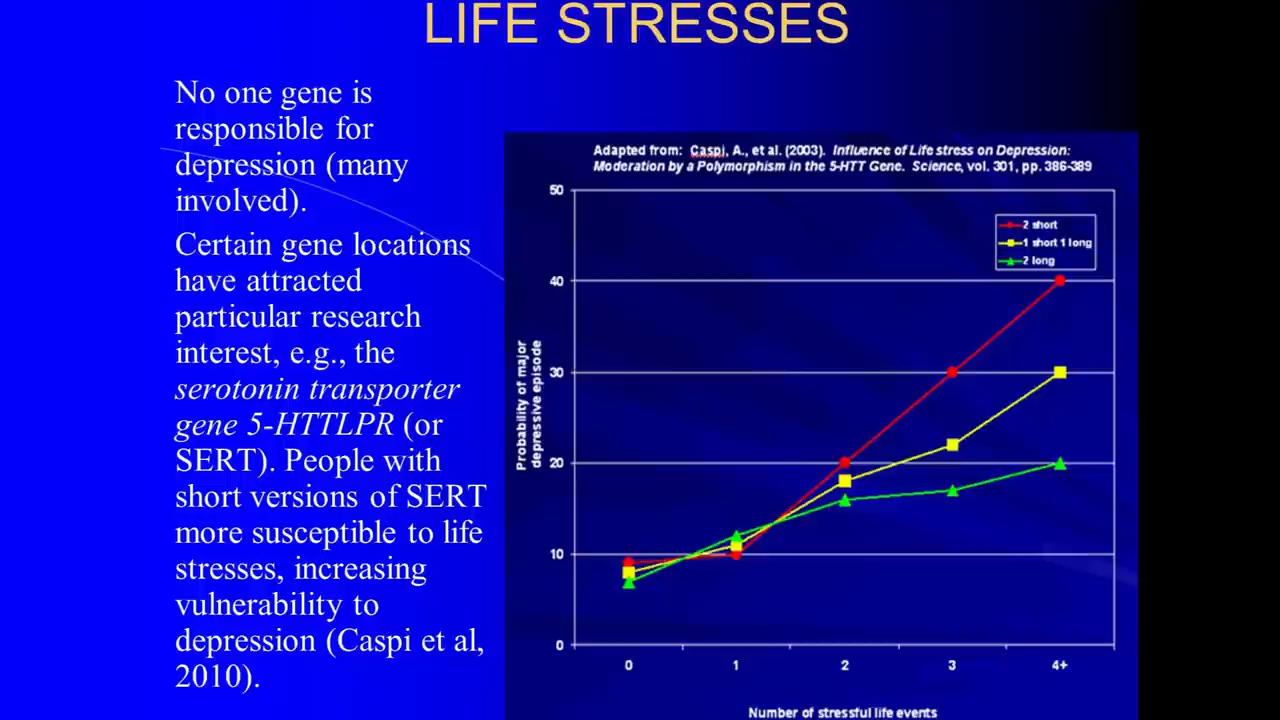 LIFE STRESSES
No one gene is
responsible for
depression (many
involved).
Certain gene locations
have attracted
particular research
interest, e.g., the
serotonin transporter
gene 5-HTTLPR (or
SERT). People with
short versions of SERT
more susceptible to life
stresses, increasing
vulnerability to
depression (Caspi et al,
2010).
Adapted from: Caspi, A., et al. (2003). Influence of Life stress on Depression:
Moderation by a Polymorphism in the 5-HTT Gene. Science, vol. 301, pp. 386-389
2 short
1 short 1 long
2 long
Probability of major
depressive episode
50
40
30
20
10
0
0 1 2 3 4+
Number of stressful life events